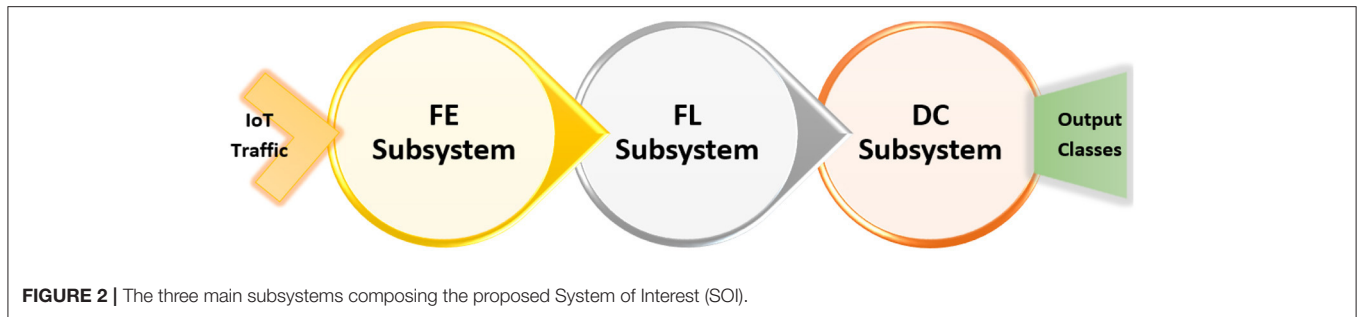 IoT
Traffic
FE
Subsystem
FL
Subsystem
DC
Subsystem
Output
Classes
FIGURE 2 | The three main subsystems composing the proposed System of Interest (SOI).